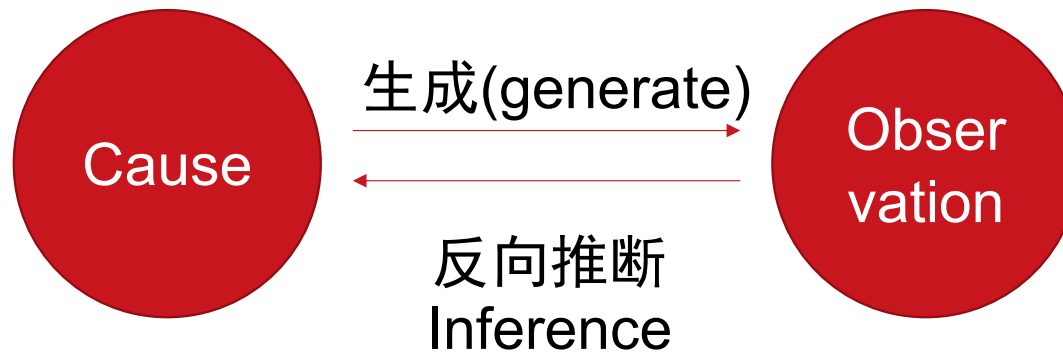 Cause
生成(generate)
Obser
vation
反向推断
Inference